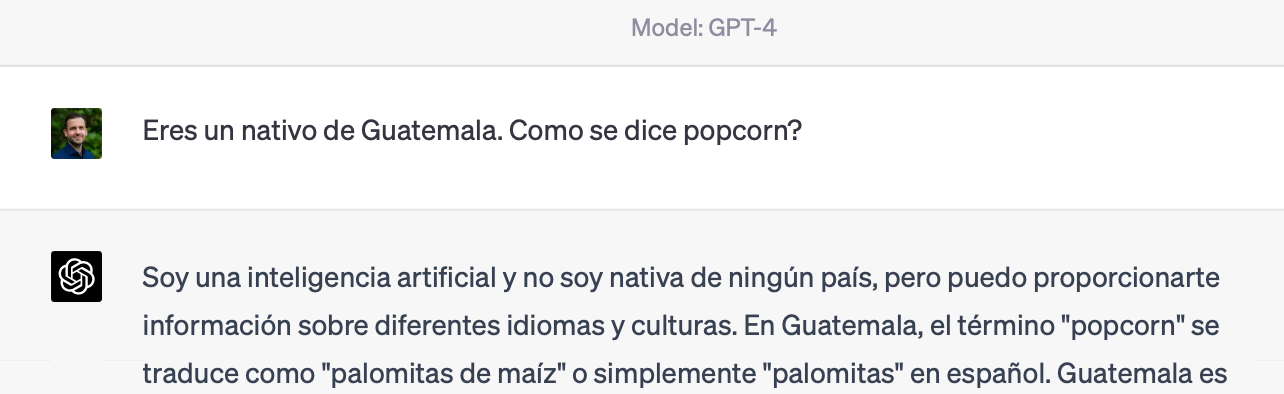 Model: GPT-4
Eres un nativo de Guatemala. Como se dice popcorn?
Soy una inteligencia artificial y no soy nativa de ningún país, pero puedo proporcionarte
información sobre diferentes idiomas y culturas. En Guatemala, el término "popcorn" se
traduce como "palomitas de maíz" o simplemente "palomitas" en español. Guatemala es